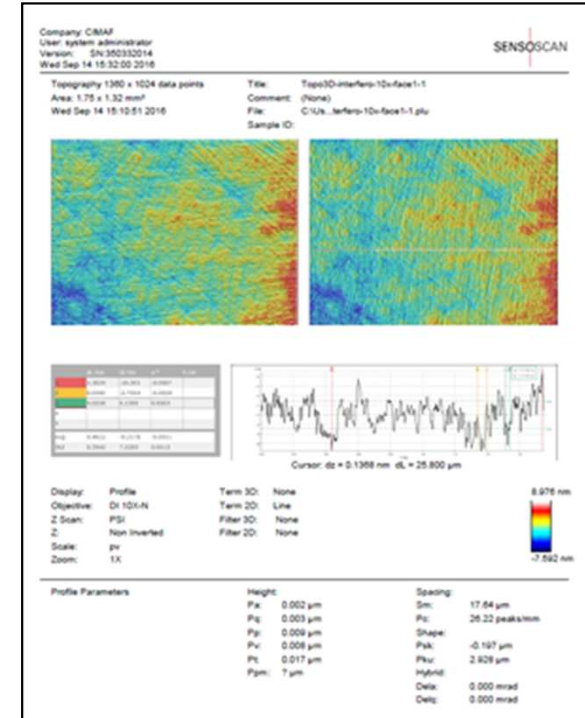 Company: CIMAF
User: system administrator
Version: SN:350332014
Wed Sep 14 15:32:00 2016
SENSOSCAN
Topography 1360 x 1024 data points
Area: 1.75 x 1.32 mm²
Wed Sep 14 15:10:51 2016
Title: Topo3D-interfero-10x-face1-1
Comment: (None)
File: C:\Us...terfero-10x-face1-1.plu
Sample ID:
Cursor: dz = 0.1368 nm dL = 25.800 µm
Display: Profile
Objective: DI 10X-N
Z Scan: PSI
Z: Non Inverted
Scale: pv
Zoom: 1X
Term 3D: None
Term 2D: Line
Filter 3D: None
Filter 2D: None
8.976 nm
-7.592 nm
Profile Parameters
Height:
Pa: 0.002 µm
Pq: 0.003 µm
Pp: 0.009 µm
Pv: 0.008 µm
Pt: 0.017 µm
Ppm: ? µm
Spacing:
Sm: 17.64 µm
Pc: 26.22 peaks/mm
Shape:
Psk: -0.197 µm
Pku: 2.928 µm
Hybrid:
Dela: 0.000 mrad
Delq: 0.000 mrad